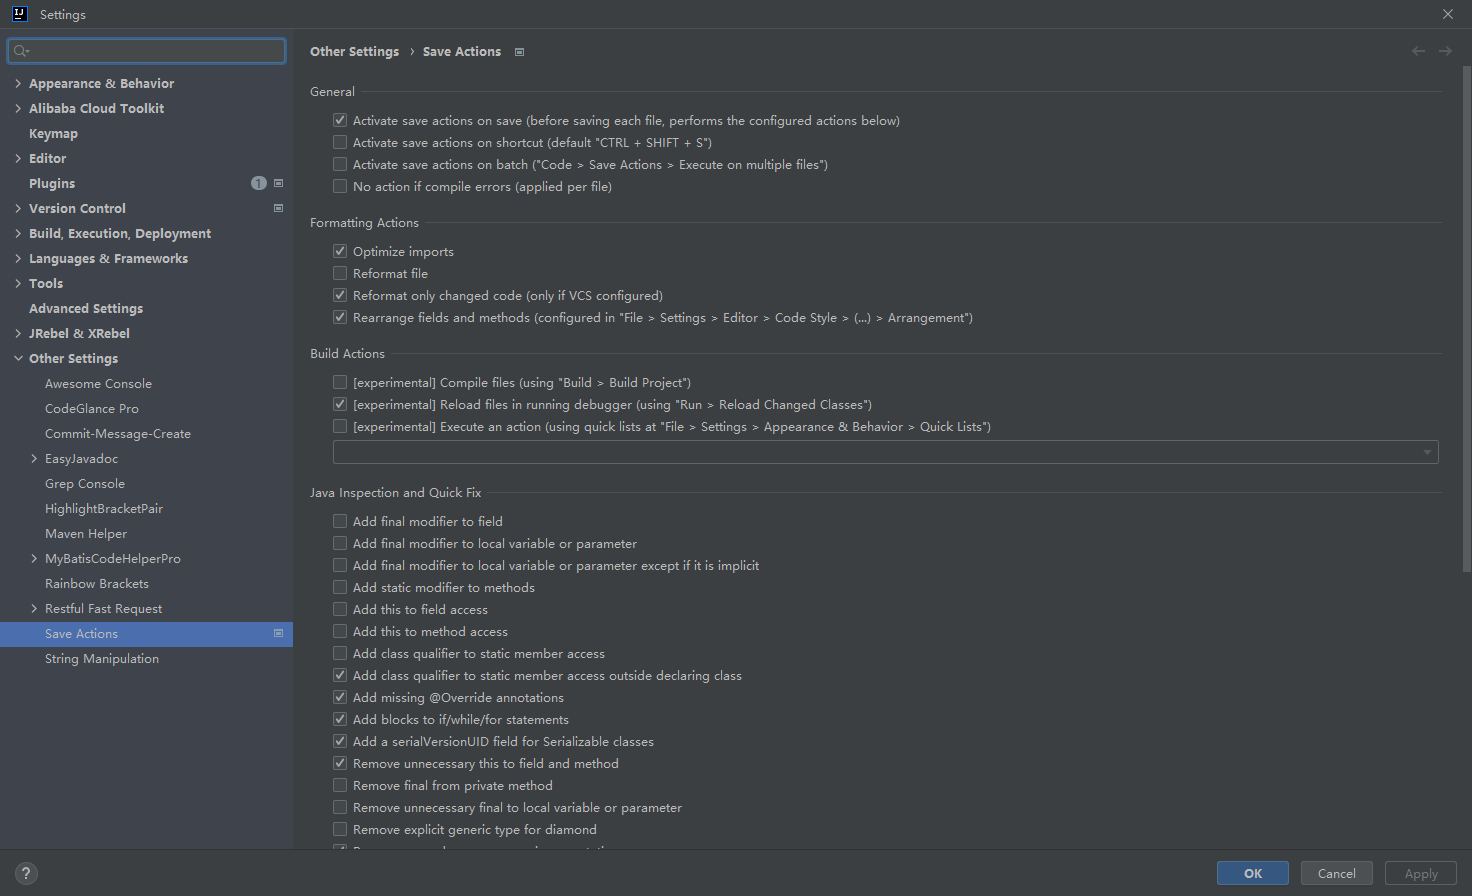 IJ
Settings
Appearance & Behavior
Alibaba Cloud Toolkit
Keymap
Editor
Plugins 1
Version Control
Build, Execution, Deployment
Languages & Frameworks
Tools
Advanced Settings
JRebel & XRebel
Other Settings
Awesome Console
CodeGlance Pro
Commit-Message-Create
EasyJavadoc
Grep Console
HighlightBracketPair
Maven Helper
MyBatisCodeHelperPro
Rainbow Brackets
Restful Fast Request
Save Actions
String Manipulation
Other Settings › Save Actions
General
Activate save actions on save (before saving each file, performs the configured actions below)
Activate save actions on shortcut (default "CTRL + SHIFT + S")
Activate save actions on batch ("Code > Save Actions > Execute on multiple files")
No action if compile errors (applied per file)
Formatting Actions
Optimize imports
Reformat file
Reformat only changed code (only if VCS configured)
Rearrange fields and methods (configured in "File > Settings > Editor > Code Style > (...) > Arrangement")
Build Actions
[experimental] Compile files (using "Build > Build Project")
[experimental] Reload files in running debugger (using "Run > Reload Changed Classes")
[experimental] Execute an action (using quick lists at "File > Settings > Appearance & Behavior > Quick Lists")
Java Inspection and Quick Fix
Add final modifier to field
Add final modifier to local variable or parameter
Add final modifier to local variable or parameter except if it is implicit
Add static modifier to methods
Add this to field access
Add this to method access
Add class qualifier to static member access
Add class qualifier to static member access outside declaring class
Add missing @Override annotations
Add blocks to if/while/for statements
Add a serialVersionUID field for Serializable classes
Remove unnecessary this to field and method
Remove final from private method
Remove unnecessary final to local variable or parameter
Remove explicit generic type for diamond
?
OK
Cancel
Apply